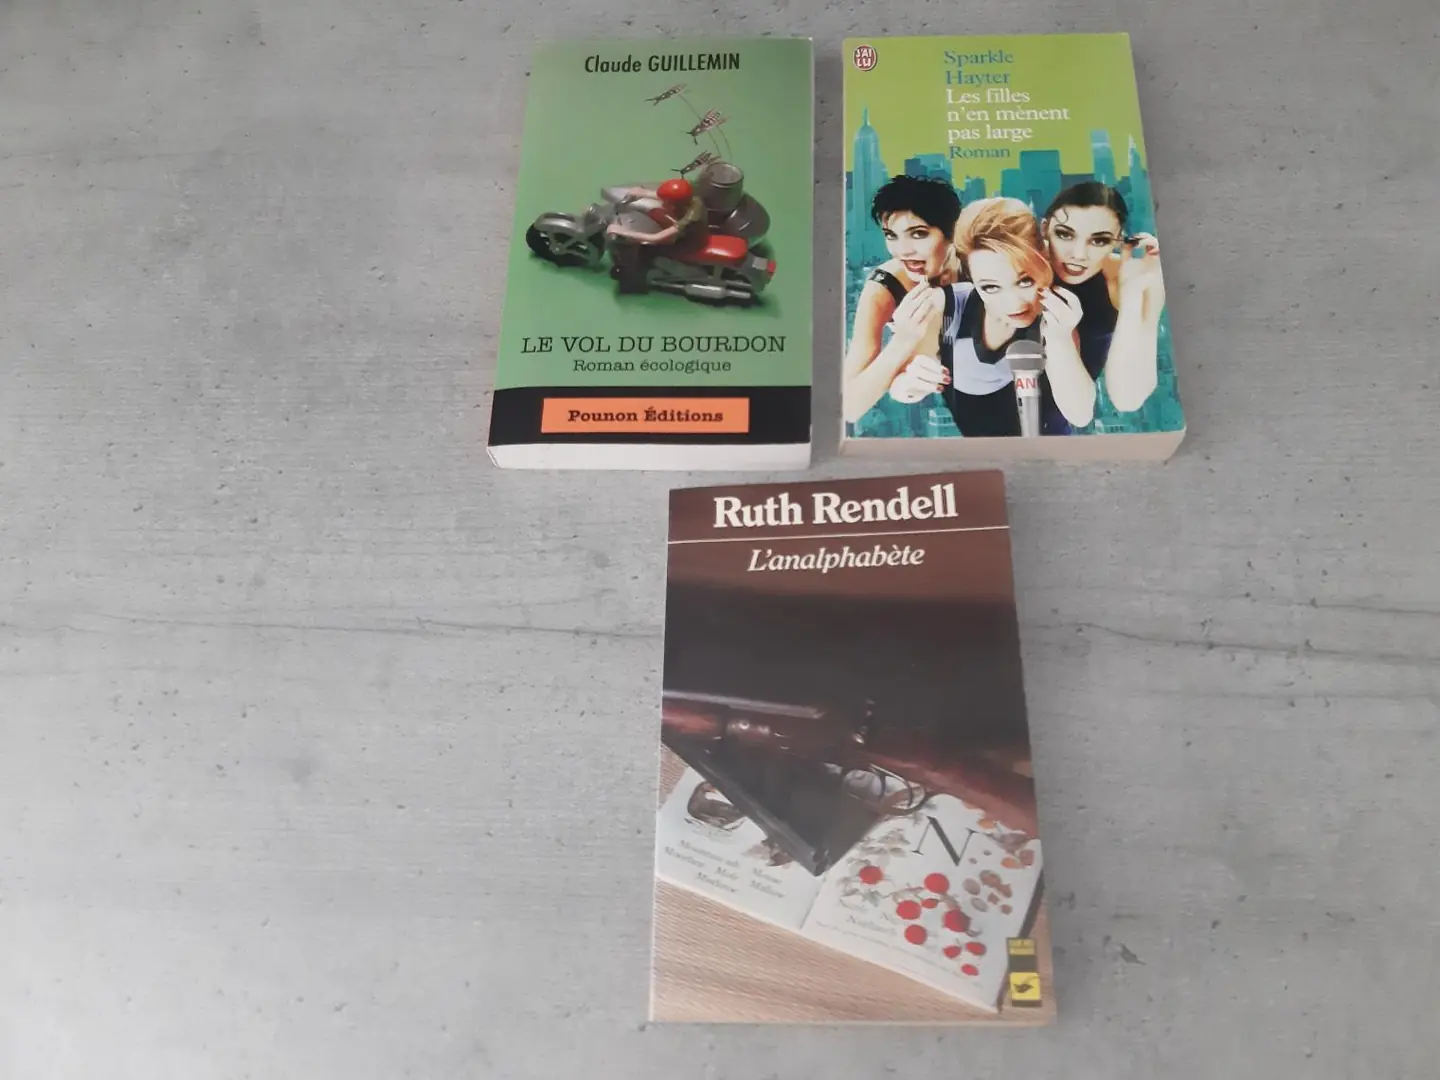 Claude GUILLEMIN
LE VOL DU BOURDON
Roman écologique
Pounon Éditions
J'AI
LU
Sparkle
Hayter
Les filles
n'en mènent
pas large
Roman
AN
Ruth Rendell
L'analphabète
N